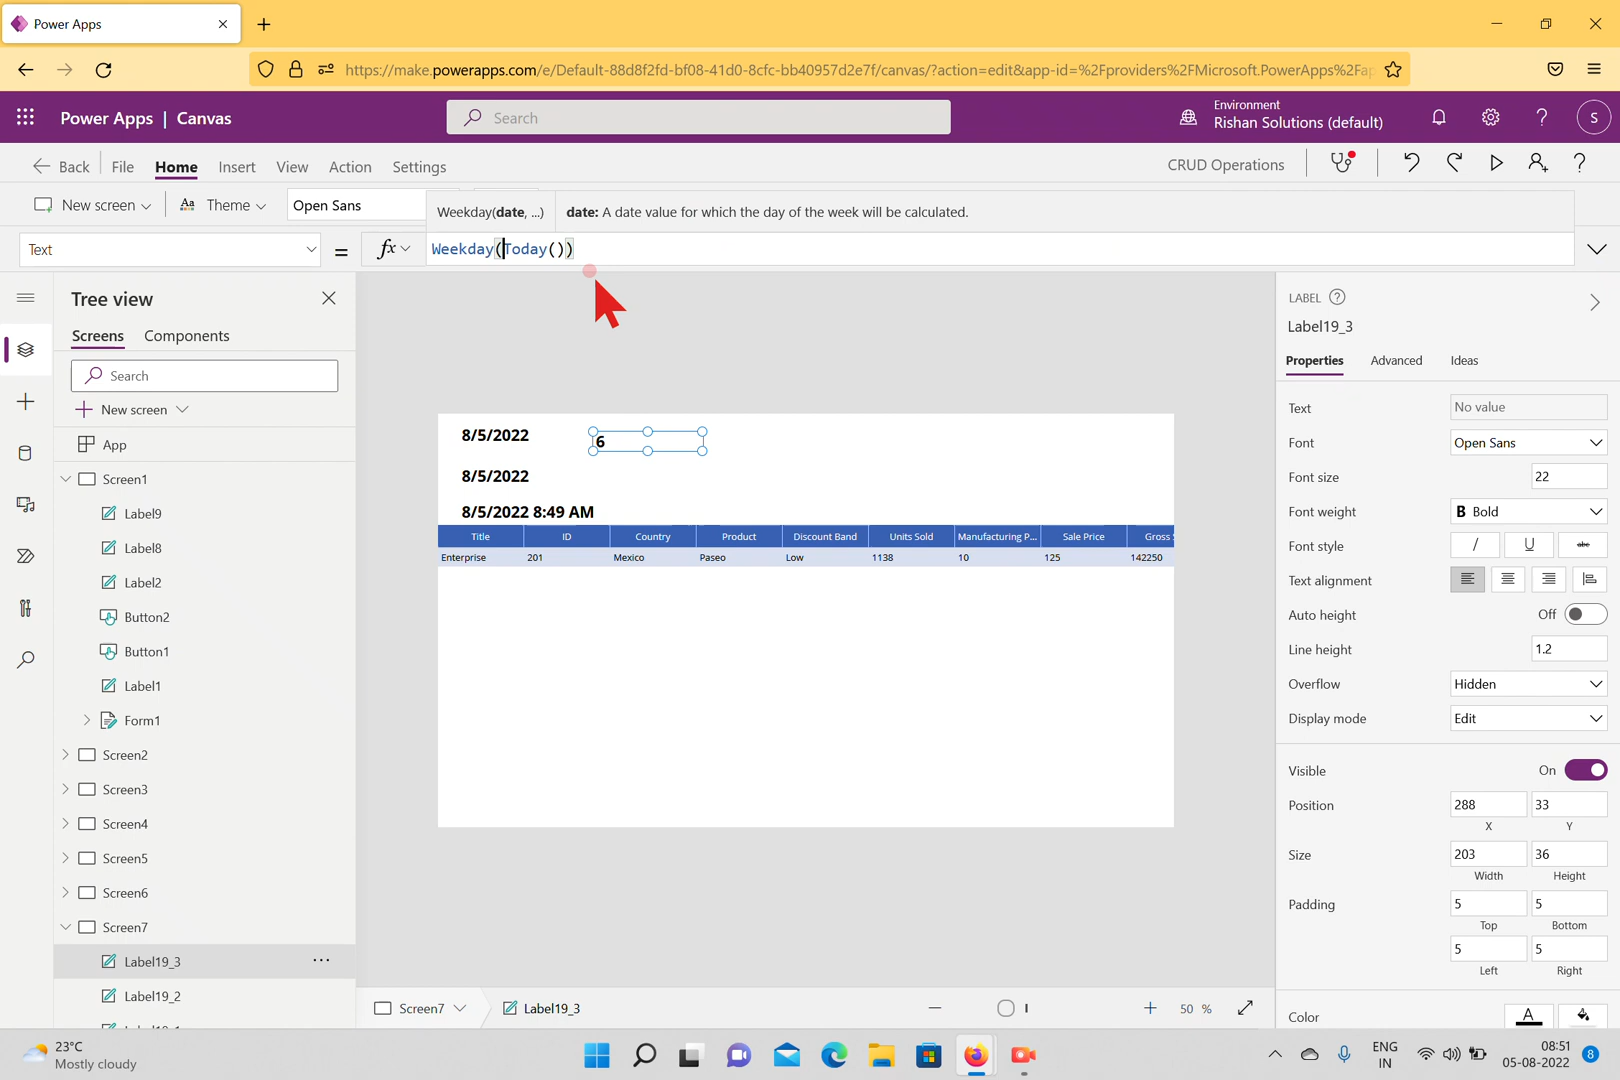 Power Apps
https://make.powerapps.com/e/Default-88d8f2fd-bf08-41d0-8cfc-bb40957d2e7f/canvas/?action=edit&app-id=%2Fproviders%2FMicrosoft.PowerApps%2Fap
Power Apps | Canvas
Search
Environment
Rishan Solutions (default)
S
Back
File
Home
Insert
View
Action
Settings
CRUD Operations
New screen
Theme
Open Sans
Weekday(date, ...)
date: A date value for which the day of the week will be calculated.
Text
=
fx
Weekday(Today())
Tree view
Screens
Components
Search
New screen
App
Screen1
Label9
Label8
Label2
Button2
Button1
Label1
Form1
Screen2
Screen3
Screen4
Screen5
Screen6
Screen7
Label19_3
Label19_2
8/5/2022
6
8/5/2022
8/5/2022 8:49 AM
Title ID Country Product Discount Band Units Sold Manufacturing P... Sale Price Gross
Enterprise 201 Mexico Paseo Low 1138 10 125 142250
Screen7
Label19_3
50 %
LABEL
Label19_3
Properties
Advanced
Ideas
Text No value
Font Open Sans
Font size 22
Font weight B Bold
Font style / U abc
Text alignment
Auto height Off
Line height 1.2
Overflow Hidden
Display mode Edit
Visible On
Position 288 33
X Y
Size 203 36
Width Height
Padding 5 5
Top Bottom
5 5
Left Right
Color A
23°C
Mostly cloudy
ENG
IN
08:51
05-08-2022
8